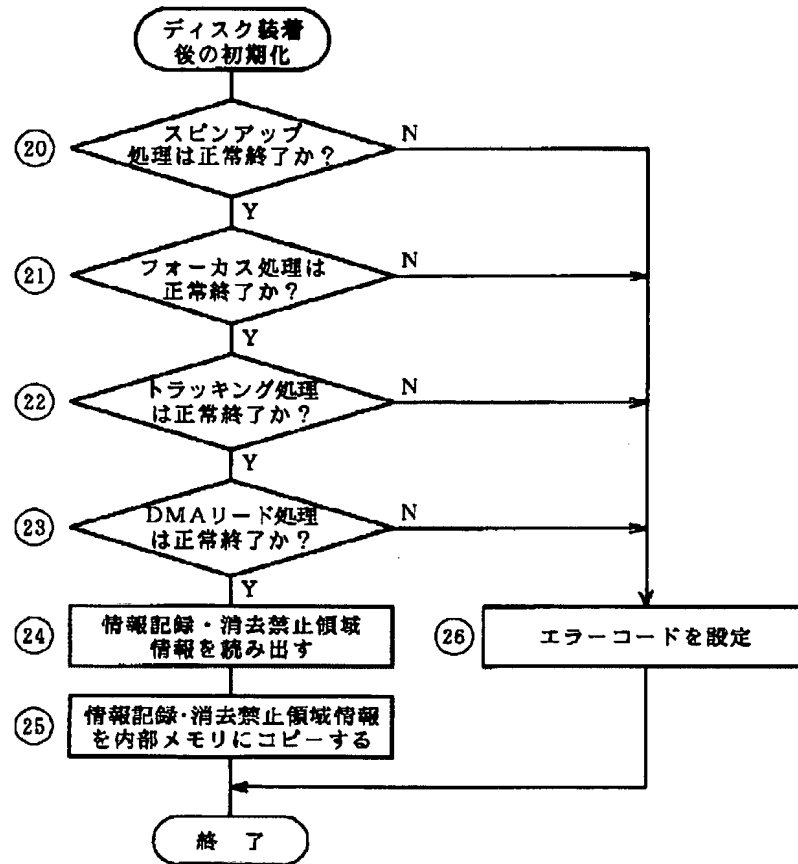 ディスク装着
後の初期化
20
スピンアップ
処理は正常終了か？
N
Y
21
フォーカス処理は
正常終了か？
N
Y
22
トラッキング処理
は正常終了か？
N
Y
23
DMAリード処理
は正常終了か？
N
Y
24
情報記録・消去禁止領域
情報を読み出す
26
エラーコードを設定
25
情報記録・消去禁止領域情報
を内部メモリにコピーする
終 了